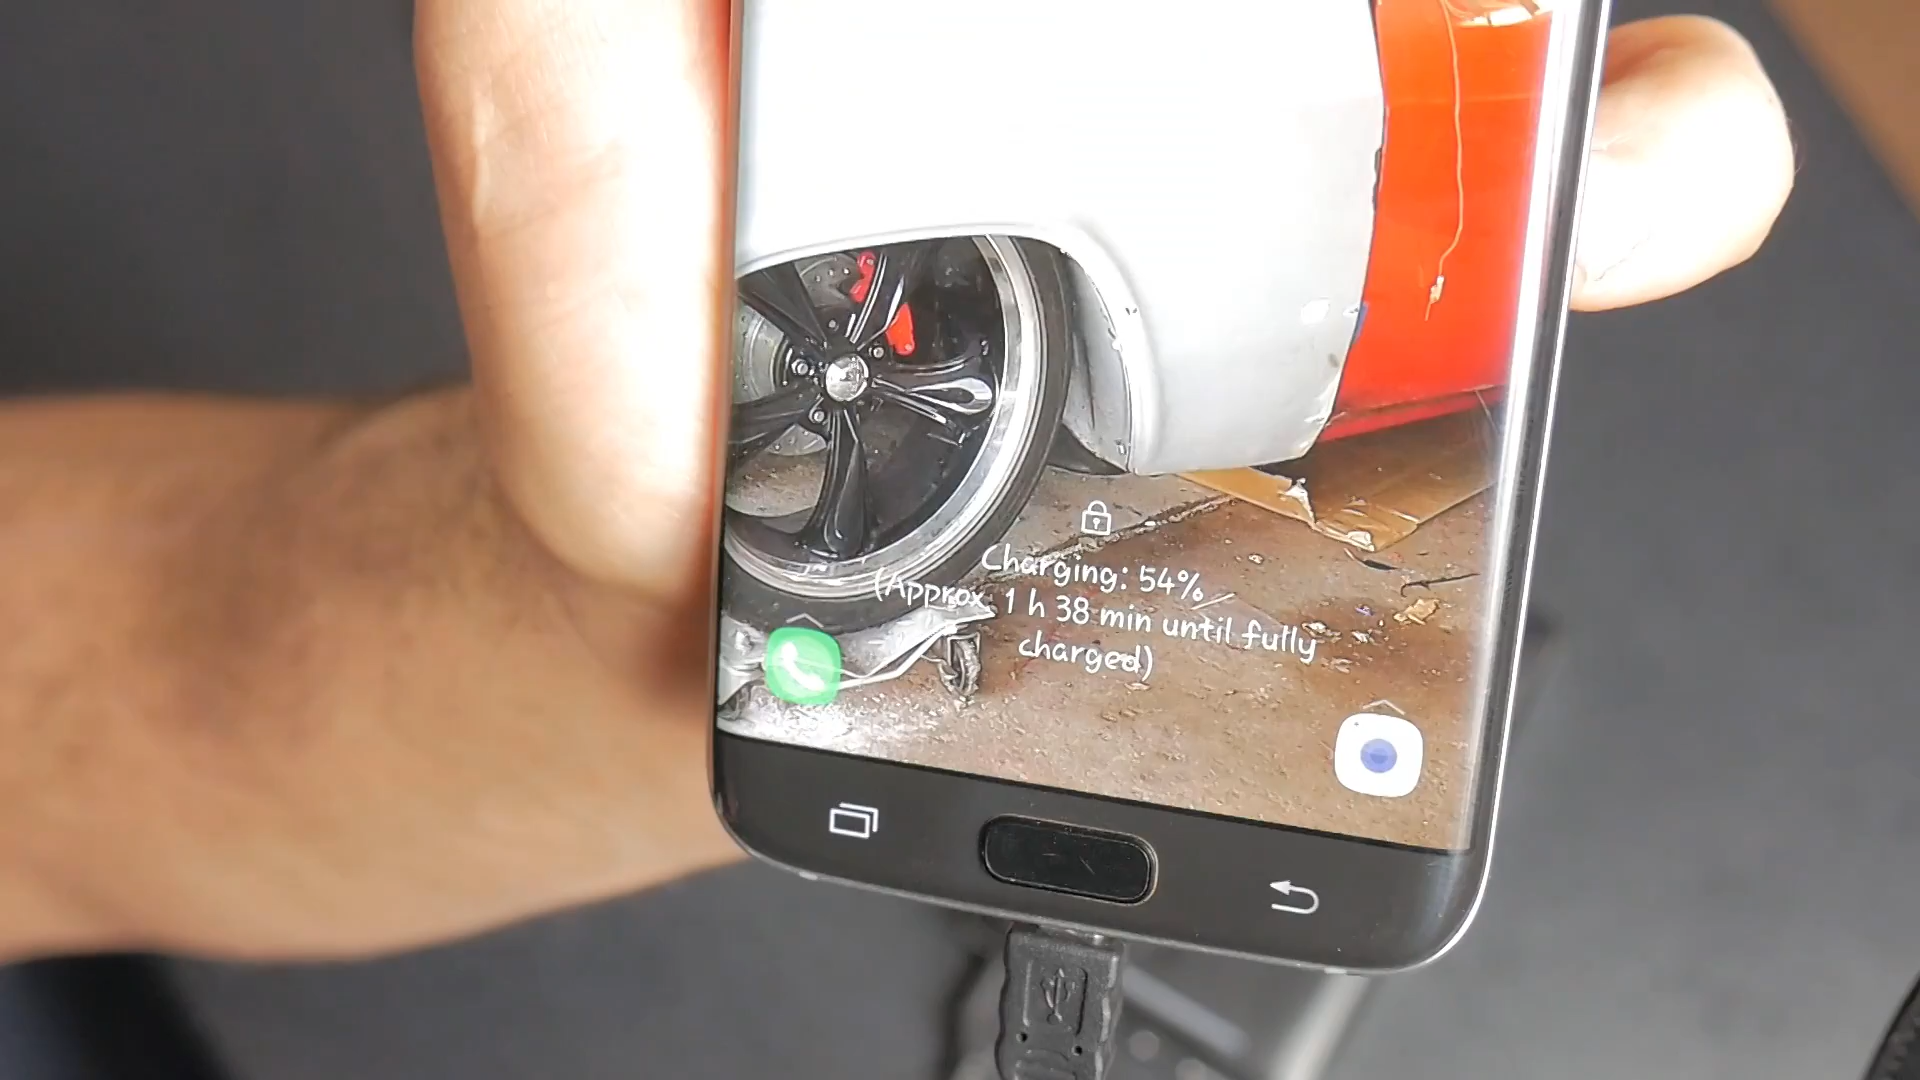 Charging: 54%
(Approx. 1 h 38 min until fully
charged)